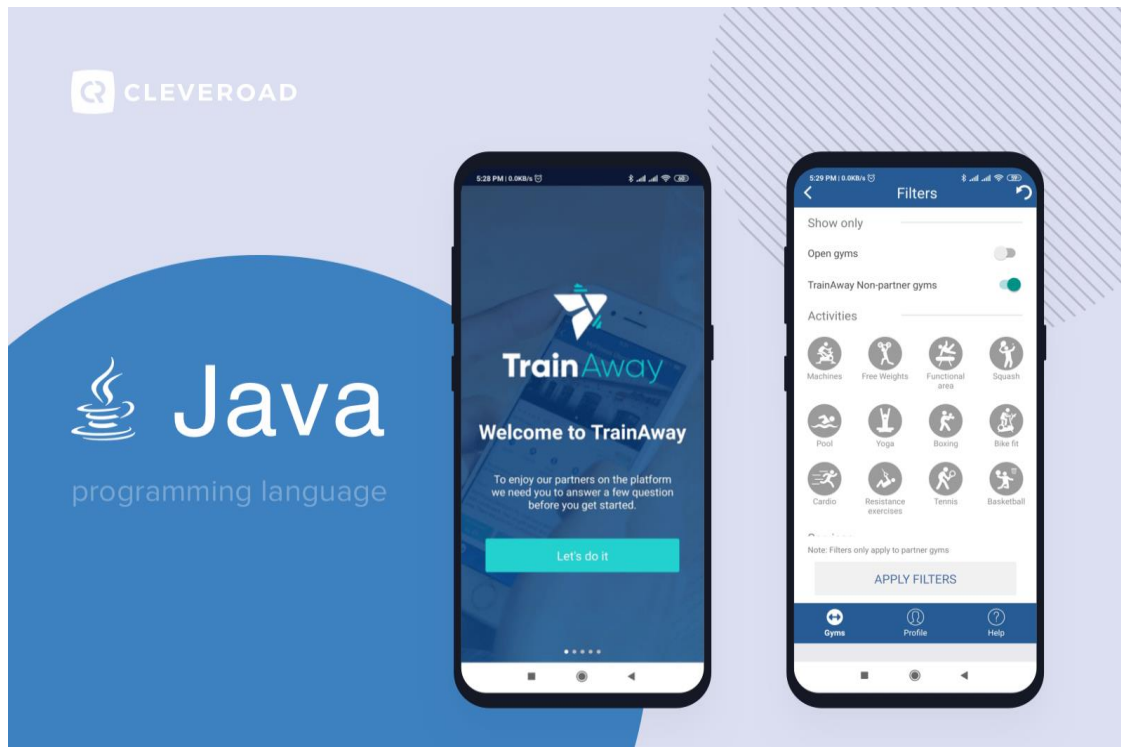 CLEVEROAD
Java
programming language
5:28 PM | 0.0KB/s
60
TrainAway
Welcome to TrainAway
To enjoy our partners on the platform
we need you to answer a few question
before you get started.
Let's do it
5:29 PM | 0.0KB/s
59
Filters
Show only
Open gyms
TrainAway Non-partner gyms
Activities
Machines
Free Weights
Functional
area
Squash
Pool
Yoga
Boxing
Bike fit
Cardio
Resistance
exercises
Tennis
Basketball
Note: Filters only apply to partner gyms
APPLY FILTERS
Gyms
Profile
Help